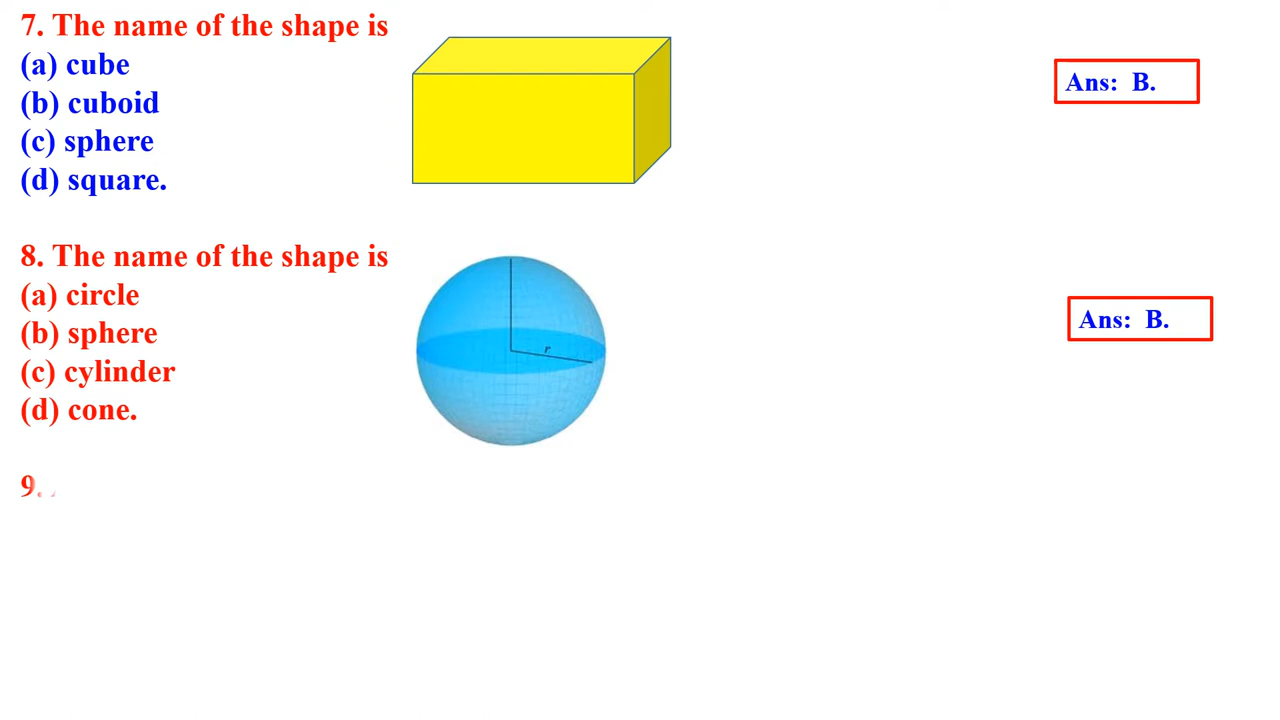 7. The name of the shape is
(a) cube
(b) cuboid
(c) sphere
(d) square.
Ans: B.
8. The name of the shape is
(a) circle
(b) sphere
(c) cylinder
(d) cone.
r
Ans: B.
9.